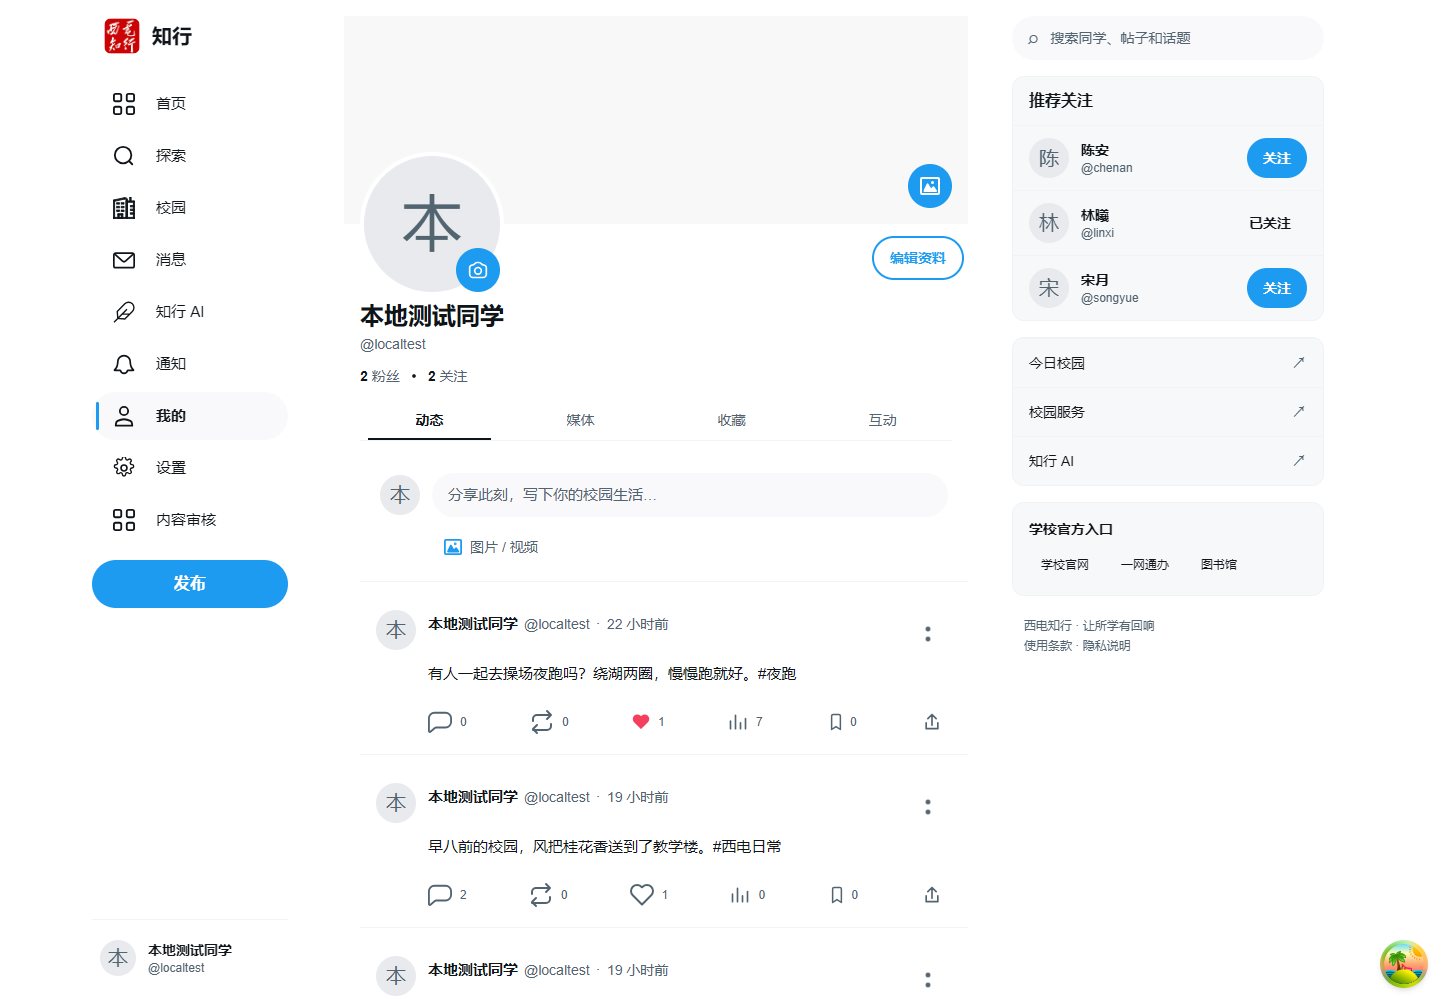 西电知行
知行
首页
探索
校园
消息
知行 AI
通知
我的
设置
内容审核
发布
本
本地测试同学
@localtest
本
编辑资料
本地测试同学
@localtest
2 粉丝 • 2 关注
动态 媒体 收藏 互动
本
分享此刻，写下你的校园生活...
图片 / 视频
本
本地测试同学 @localtest · 22 小时前
有人一起去操场夜跑吗？绕湖两圈，慢慢跑就好。#夜跑
0 0 1 7 0
本
本地测试同学 @localtest · 19 小时前
早八前的校园，风把桂花香送到了教学楼。#西电日常
2 0 1 0 0
本
本地测试同学 @localtest · 19 小时前
搜索同学、帖子和话题
推荐关注
陈
陈安
@chenan
关注
林
林曦
@linxi
已关注
宋
宋月
@songyue
关注
今日校园
校园服务
知行 AI
学校官方入口
学校官网 一网通办 图书馆
西电知行 · 让所学有回响
使用条款 · 隐私说明